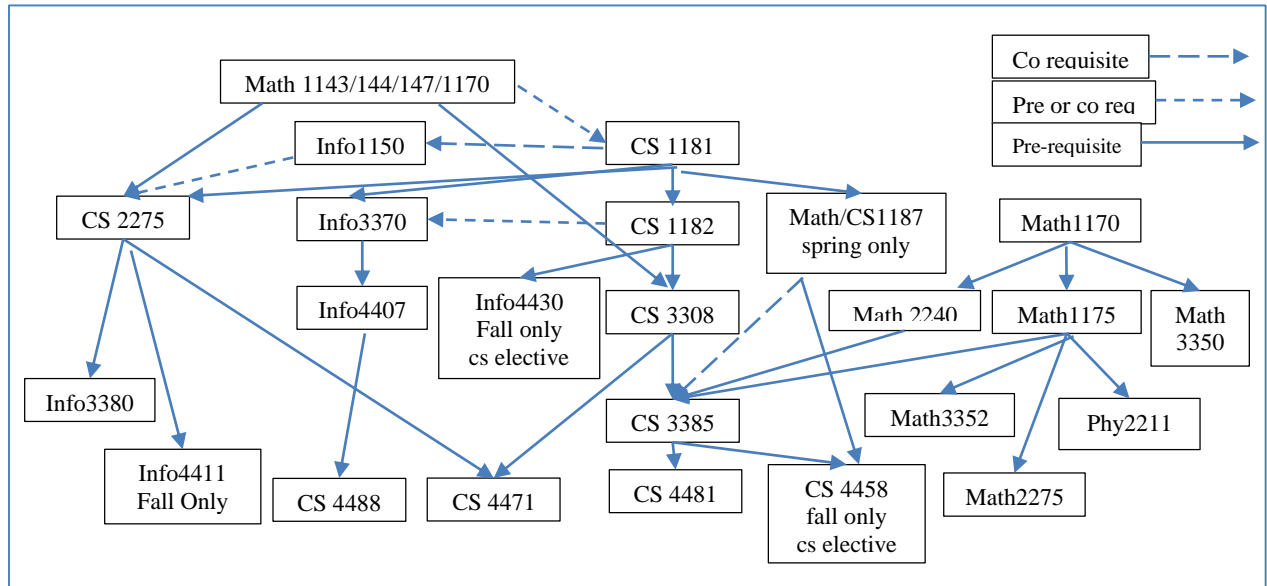 Co requisite
Math 1143/144/147/1170
Pre or co req
Info1150
CS 1181
Pre-requisite
CS 2275
Info3370
CS 1182
Math/CS1187
spring only
Math1170
Info4430
Fall only
cs elective
Info4407
CS 3308
Math 2240
Math1175
Math
3350
Info3380
CS 3385
Math3352
Phy2211
Info4411
Fall Only
CS 4488
CS 4471
CS 4481
CS 4458
fall only
cs elective
Math2275